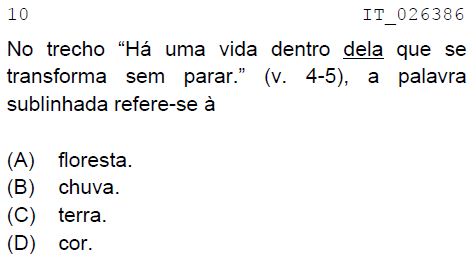 10 IT_026386
No trecho “Há uma vida dentro dela que se
transforma sem parar.” (v. 4-5), a palavra
sublinhada refere-se à
(A) floresta.
(B) chuva.
(C) terra.
(D) cor.